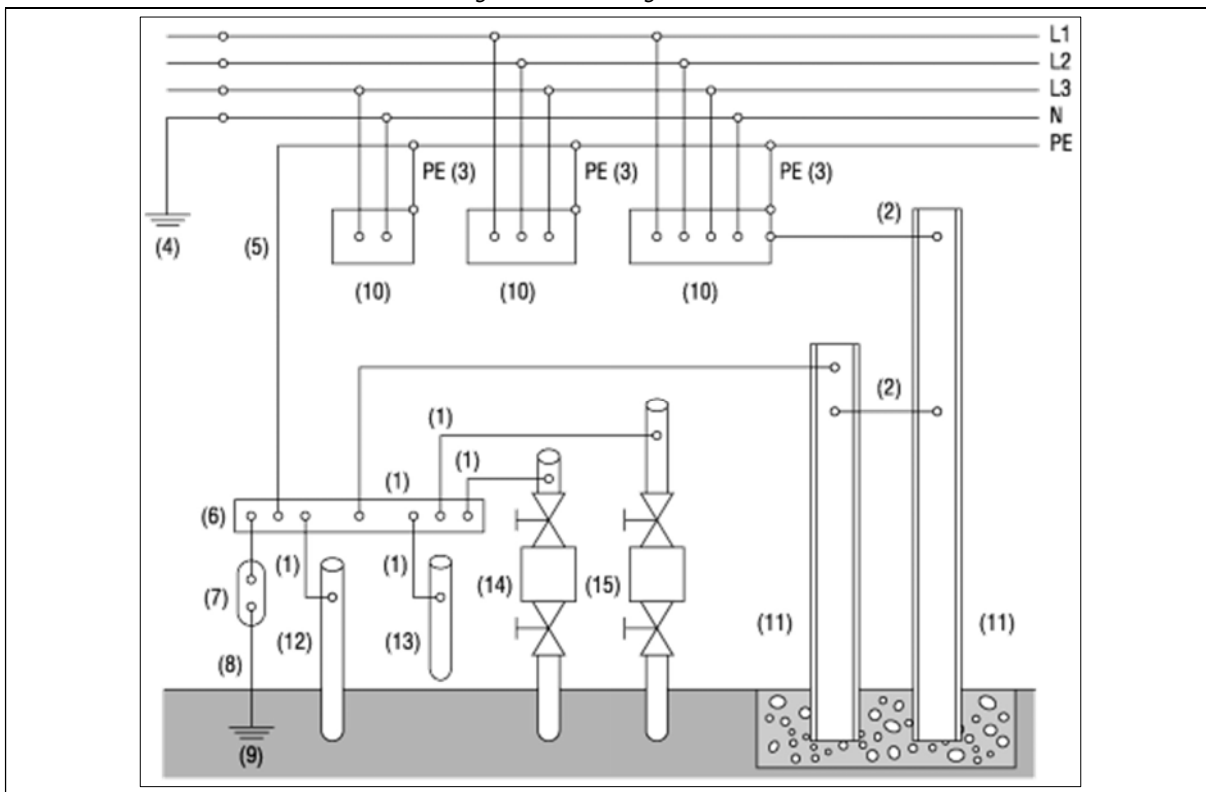 L1
L2
L3
N
PE
PE (3) PE (3) PE (3)
(2)
(4) (5)
(10) (10) (10)
(2)
(1)
(1)
(1)
(6)
(1) (1) (14) (15)
(7)
(12) (13) (11) (11)
(8)
(9)